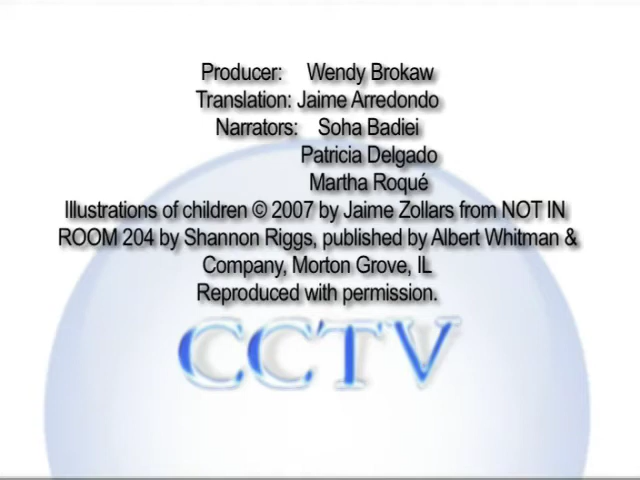 Producer: Wendy Brokaw
Translation: Jaime Arredondo
Narrators: Soha Badiei
Patricia Delgado
Martha Roqué
Illustrations of children © 2007 by Jaime Zollars from NOT IN
ROOM 204 by Shannon Riggs, published by Albert Whitman &
Company, Morton Grove, IL
Reproduced with permission.
CCTV